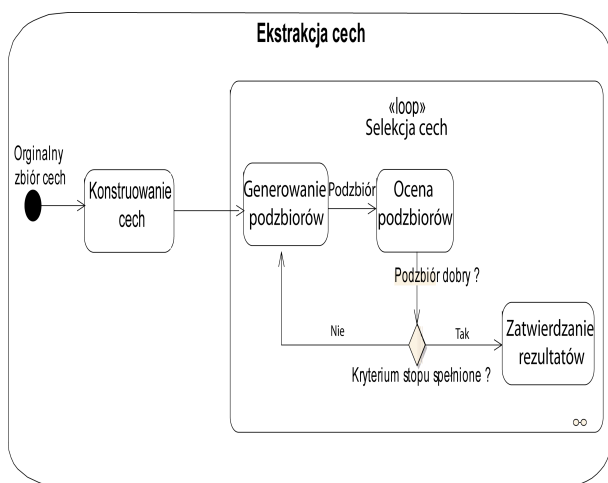 Ekstrakcja cech
«loop»
Selekcja cech
Orginalny
zbiór cech
Konstruowanie
cech
Generowanie
podzbiorów
Podzbiór
Ocena
podzbiorów
Podzbiór dobry ?
Nie
Tak
Zatwierdzanie
rezultatów
Kryterium stopu spełnione ?